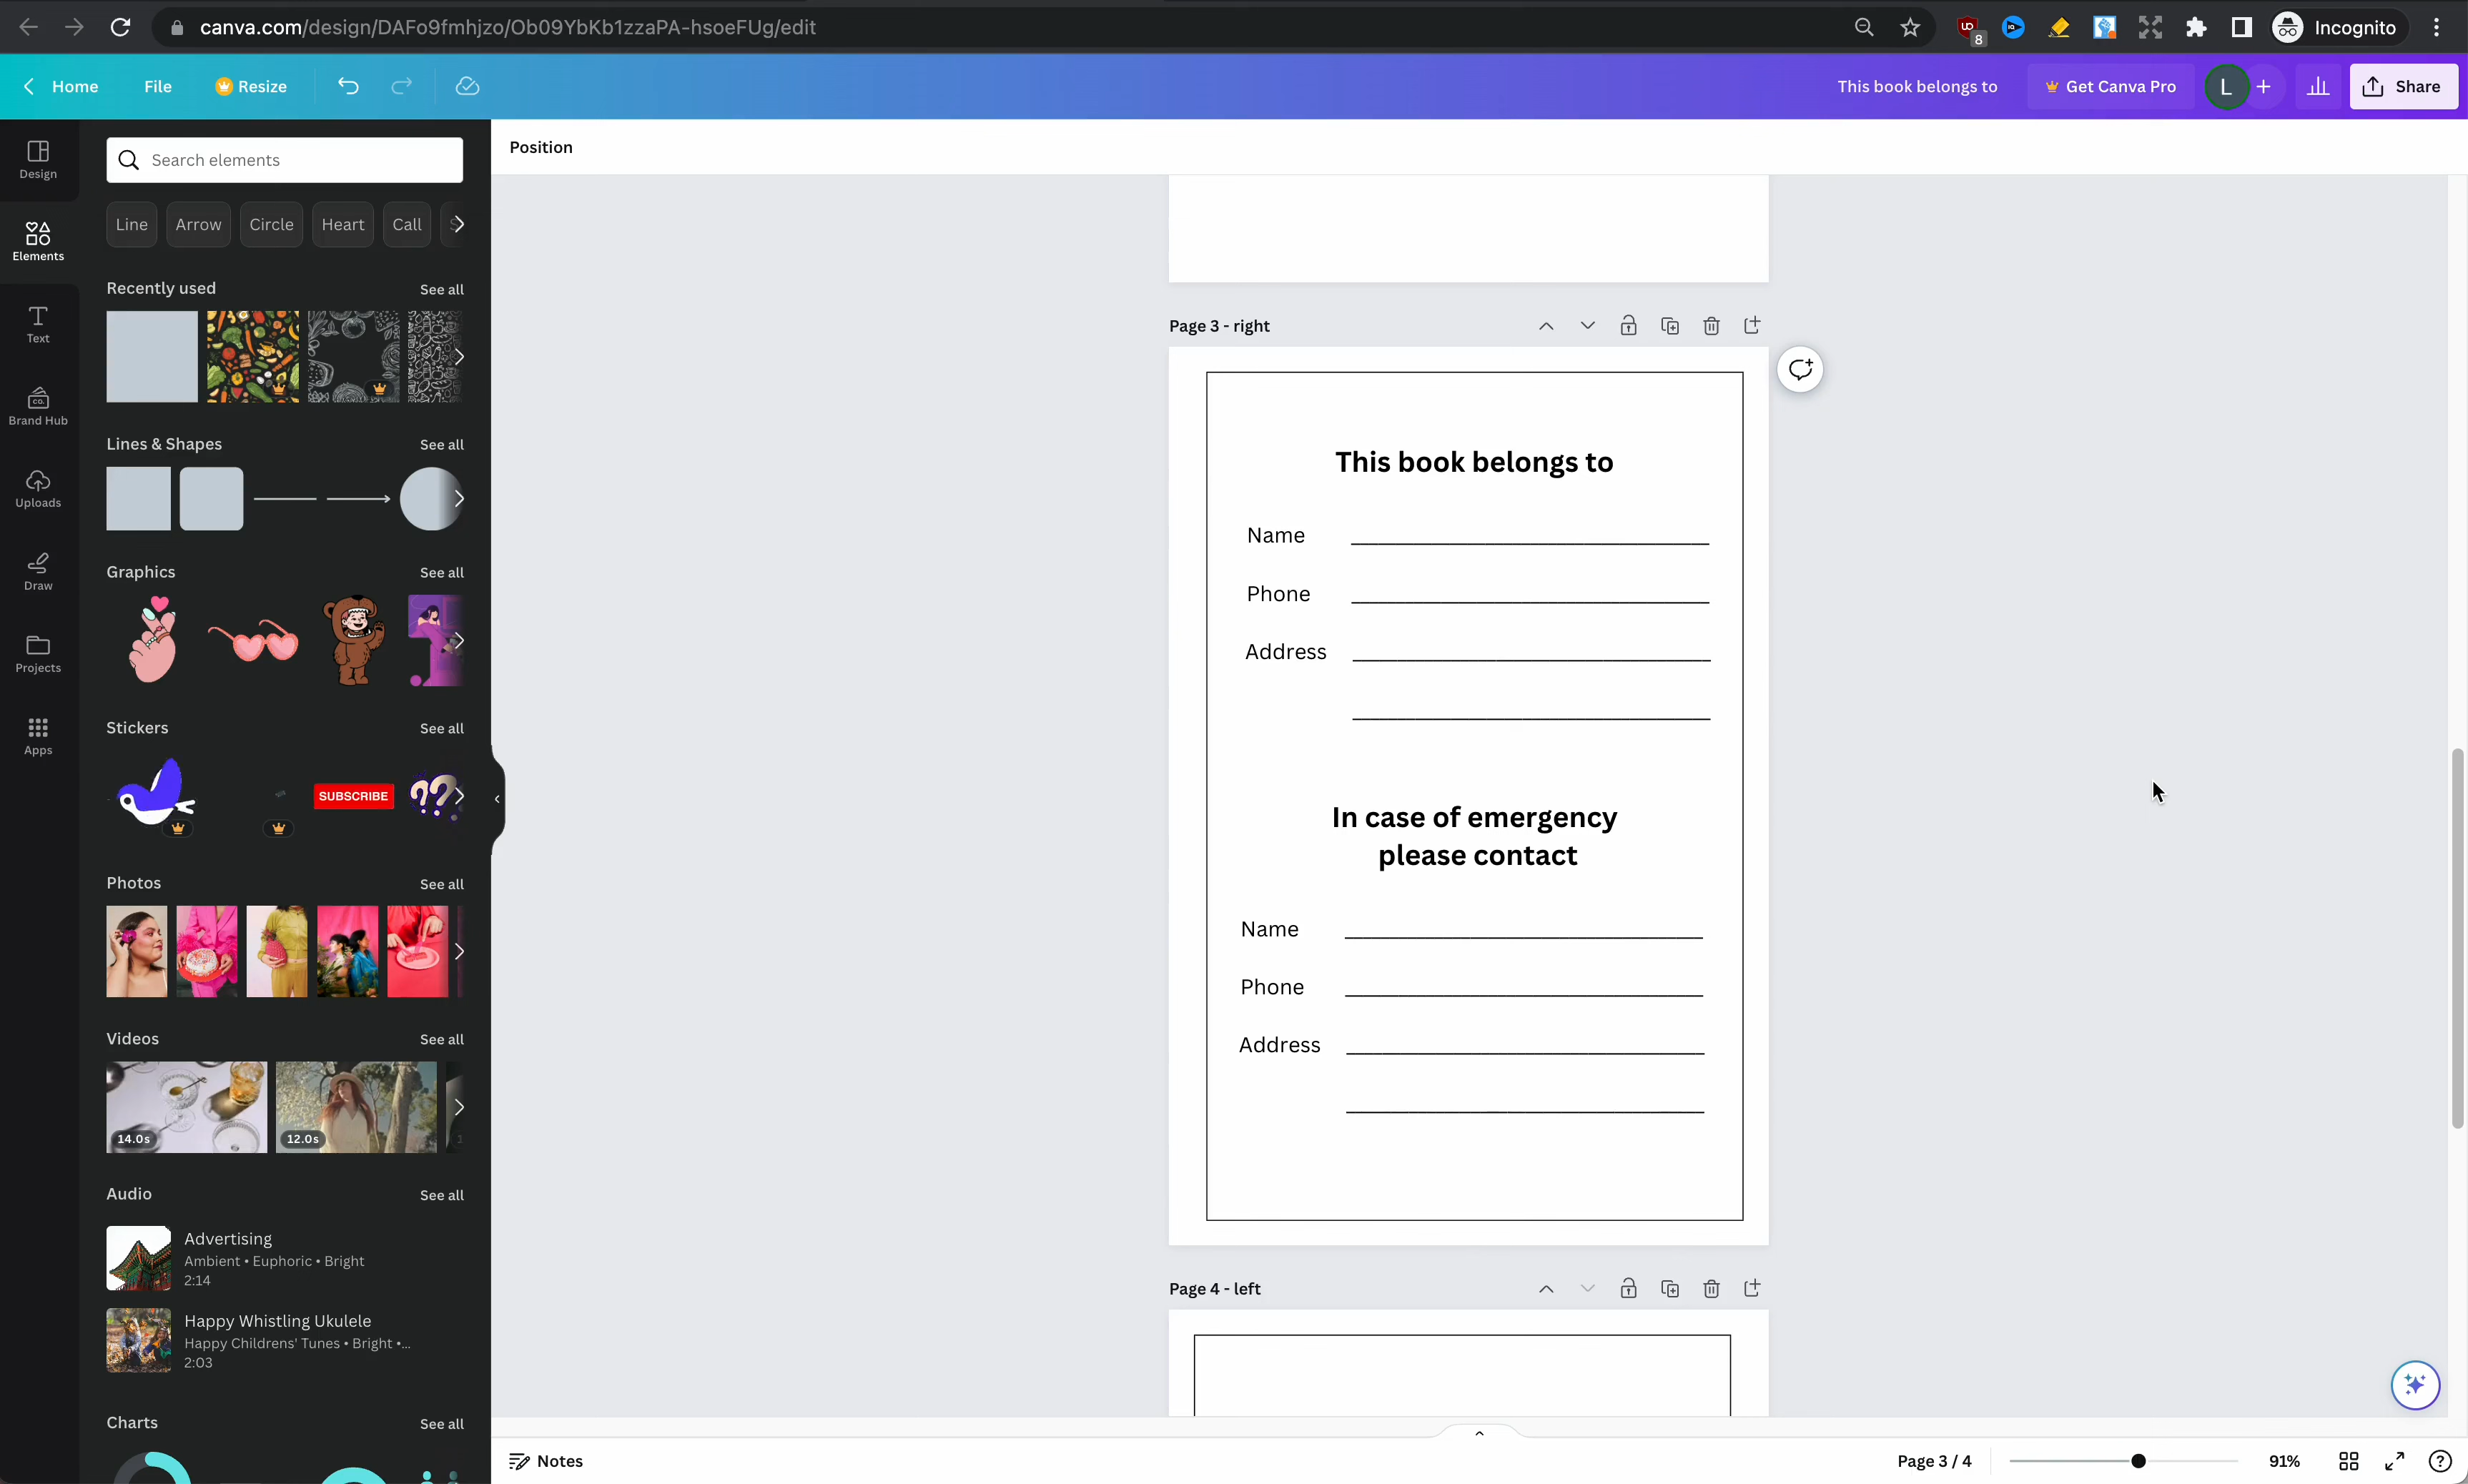 canva.com/design/DAFo9fmhjzo/Ob09YbKb1zzaPA-hsoeFUg/edit
8
Incognito
Home
File
Resize
This book belongs to
Get Canva Pro
L
Share
Design
Elements
Text
Brand Hub
CO.
Uploads
Draw
Projects
Apps
Search elements
Line
Arrow
Circle
Heart
Call
Recently used
See all
Lines & Shapes
See all
Graphics
See all
Stickers
See all
SUBSCRIBE
??
Photos
See all
Videos
See all
14.0s
12.0s
Audio
See all
Advertising
Ambient • Euphoric • Bright
2:14
Happy Whistling Ukulele
Happy Childrens' Tunes • Bright •...
2:03
Charts
See all
Position
Page 3 - right
This book belongs to
Name
Phone
Address
In case of emergency
please contact
Name
Phone
Address
Page 4 - left
Notes
Page 3 / 4
91%